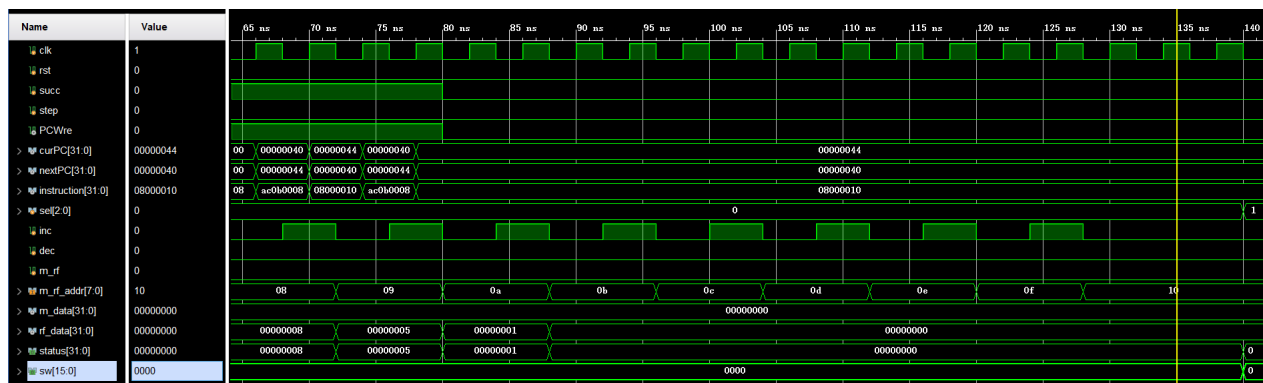 Name Value 65 ns 70 ns 75 ns 80 ns 85 ns 90 ns 95 ns 100 ns 105 ns 110 ns 115 ns 120 ns 125 ns 130 ns 135 ns 140
clk 1
rst 0
succ 0
step 0
PCWre 0
curPC[31:0] 00000044 00 00000040 00000044 00000040 00000044
nextPC[31:0] 00000040 00 00000044 00000040 00000044 00000040
instruction[31:0] 08000010 08 ac0b0008 08000010 ac0b0008 08000010
sel[2:0] 0 0 1
inc 0
dec 0
m_rf 0
m_rf_addr[7:0] 10 08 09 0a 0b 0c 0d 0e 0f 10
m_data[31:0] 00000000 00000000
rf_data[31:0] 00000000 00000008 00000005 00000001 00000000
status[31:0] 00000000 00000008 00000005 00000001 00000000 0
sw[15:0] 0000 0000 0